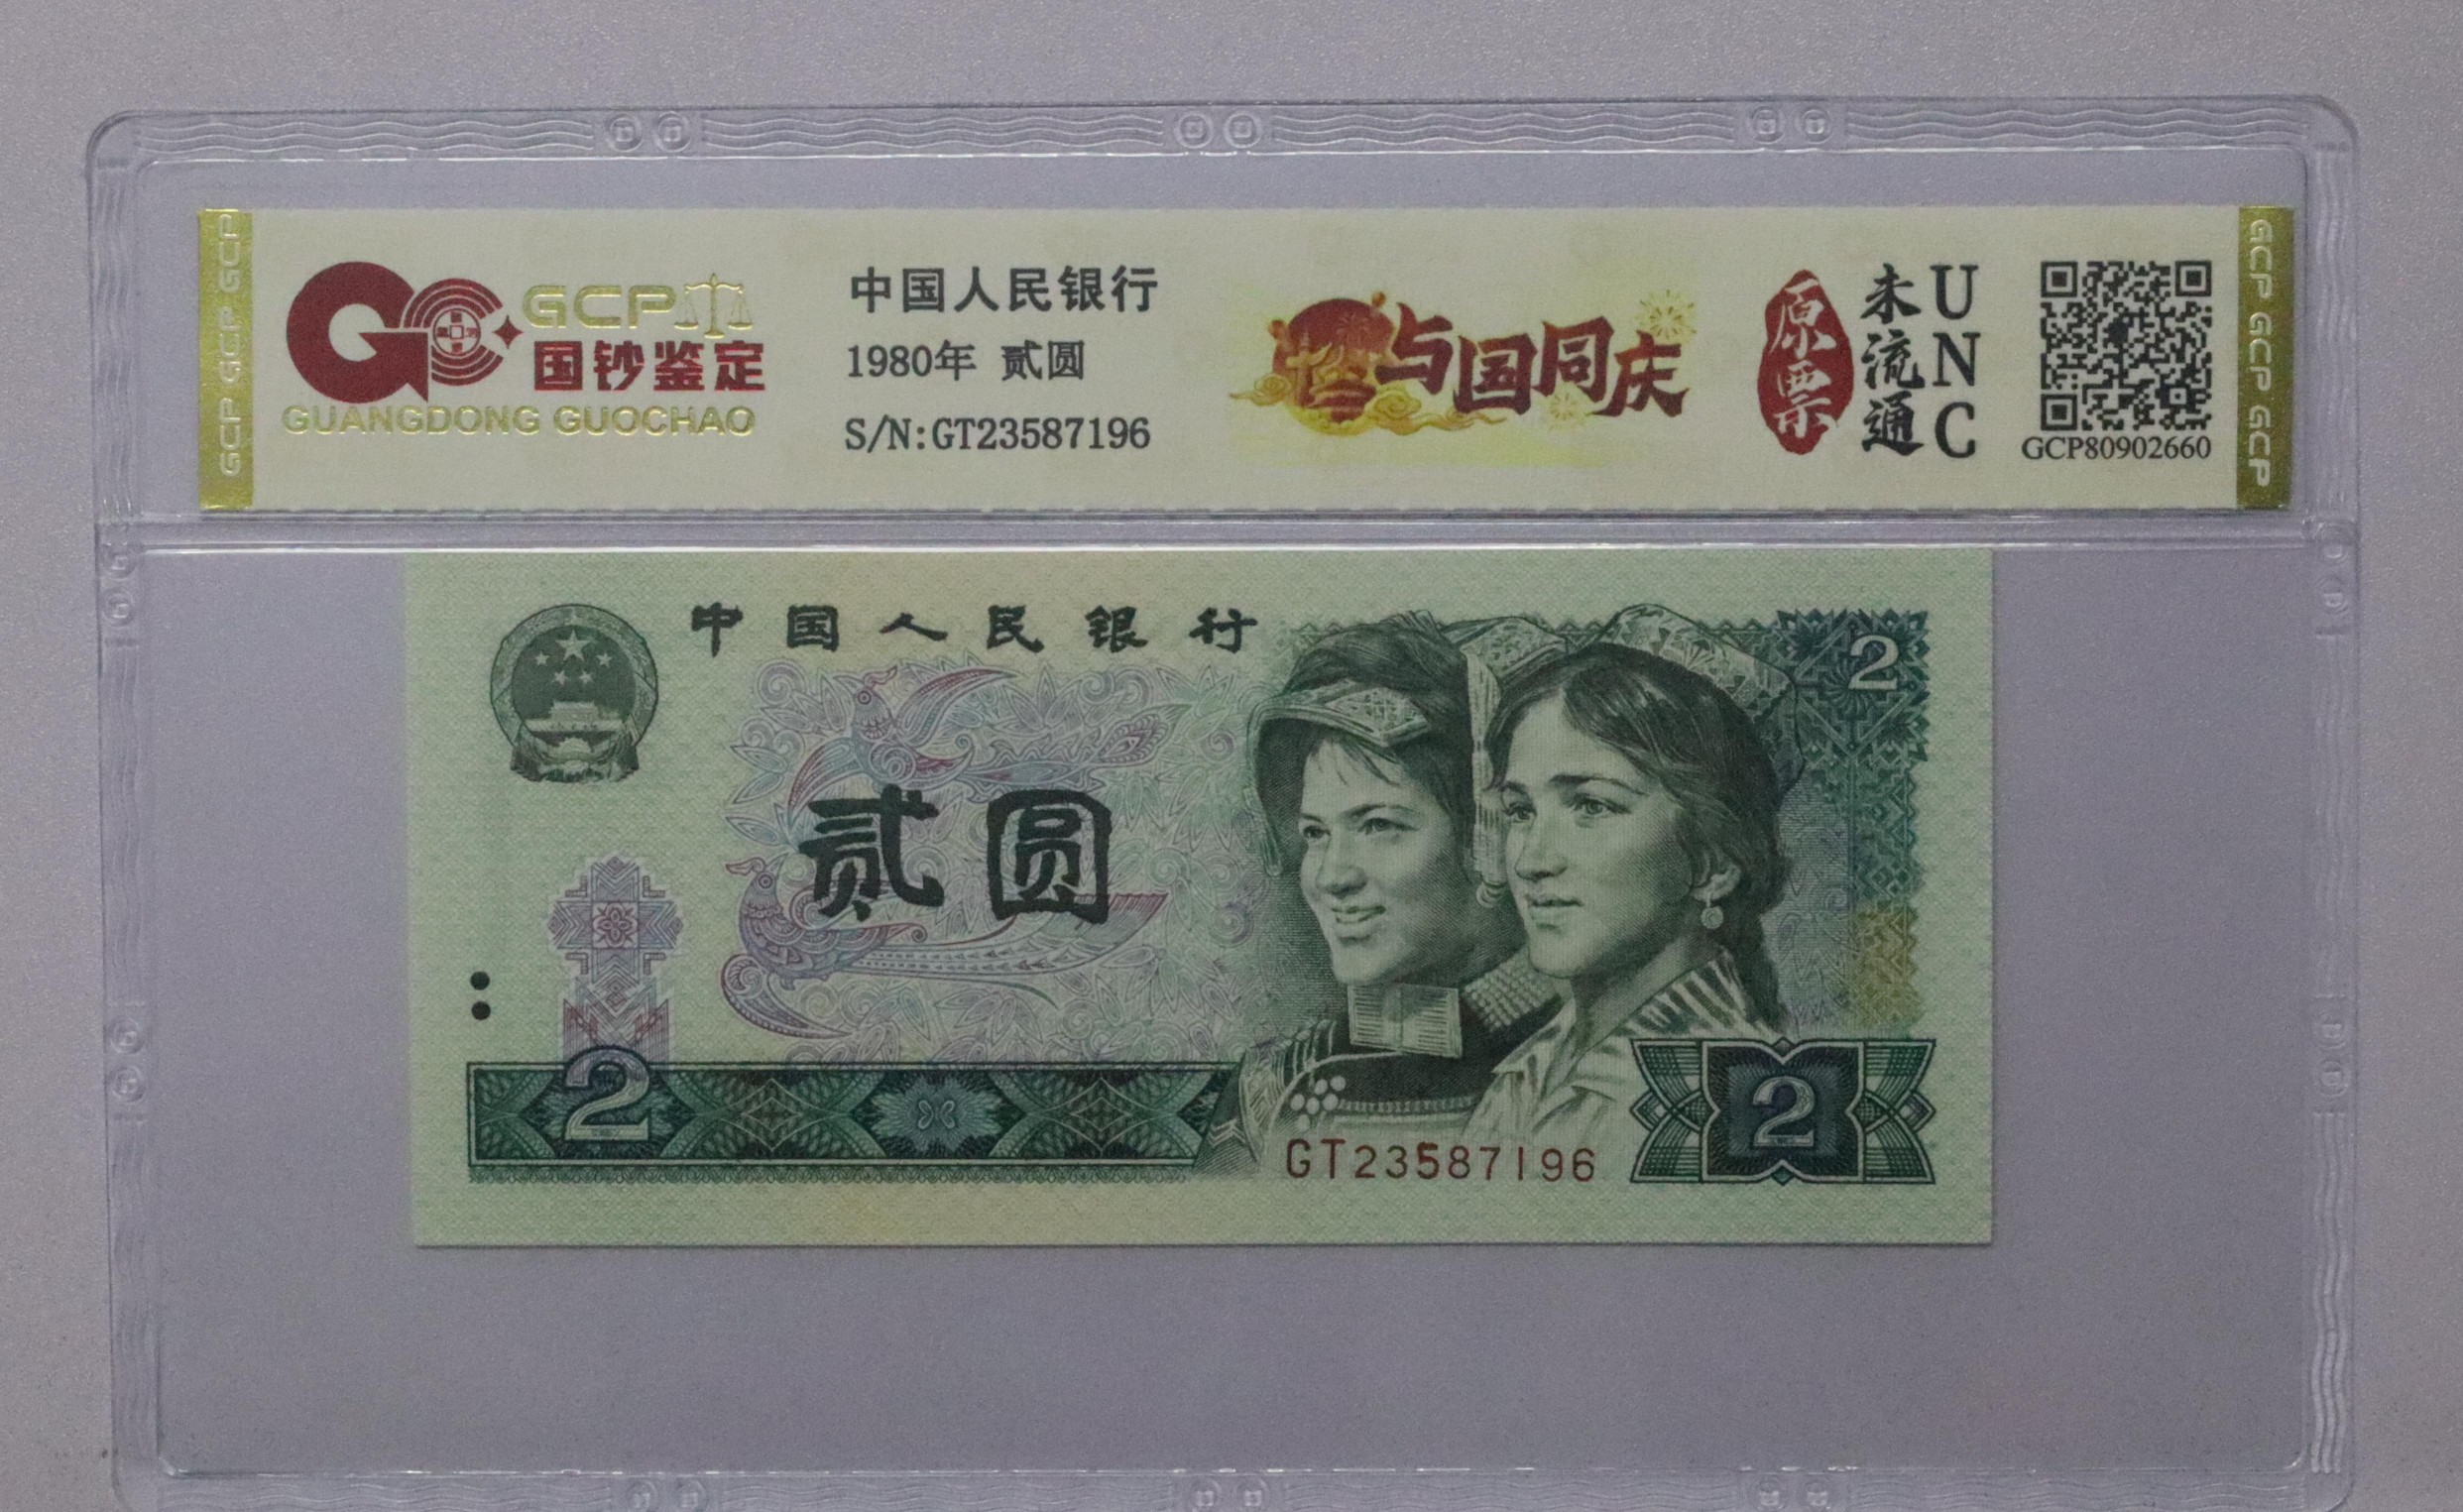 GCP
国钞鉴定
GUANGDONG GUOCHAO
中国人民银行
1980年 贰圆
S/N:GT23587196
与国同庆
原票
未流通
UNC
GCP80902660
GCP GCP GCP
GCP GCP GCP
中国人民银行
2
贰圆
2
GT23587196
2